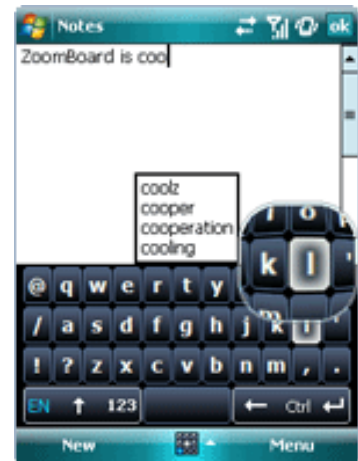 Notes ok
ZoomBoard is coo
coolz
cooper
cooperation
cooling
o
k l '
m
@ q w e r t y
/ a s d f g h j k l '
! ? z x c v b n m , .
EN 123 Ctrl
New Menu